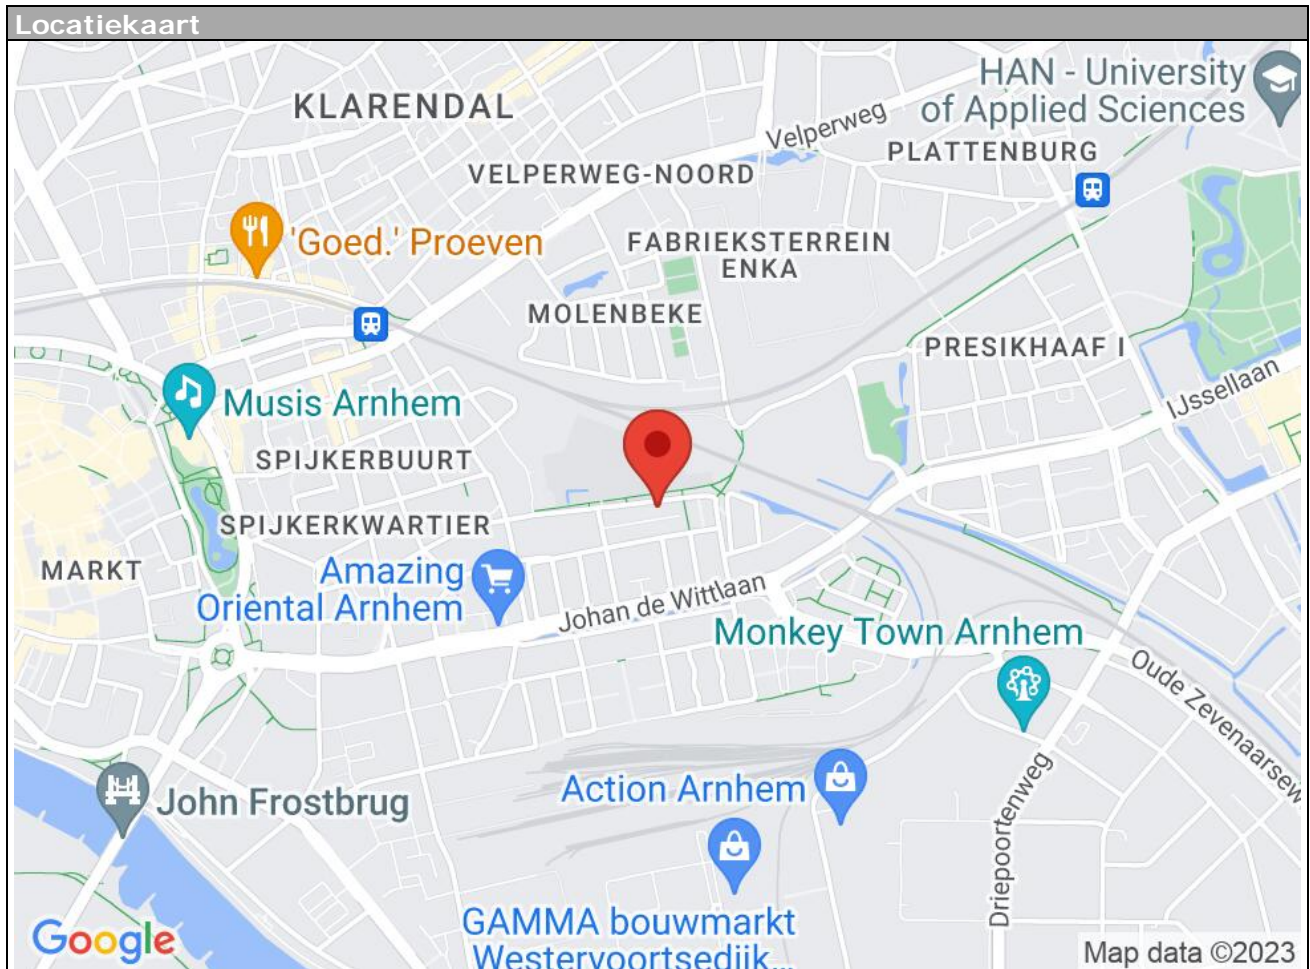 Locatiekaart
HAN - University
of Applied Sciences
KLARENDAL
Velperweg
PLATTENBURG
VELPERWEG-NOORD
'Goed.' Proeven
FABRIEKSTERREIN
ENKA
MOLENBEKE
PRESIKHAAF I
IJssellaan
Musis Arnhem
SPIJKERBUURT
SPIJKERKWARTIER
MARKT
Amazing
Oriental Arnhem
Johan de Wittlaan
Monkey Town Arnhem
Oude Zevenaarsew
Action Arnhem
John Frostbrug
Driepoortenweg
GAMMA bouwmarkt
Westervoortsedijk...
Google
Map data ©2023